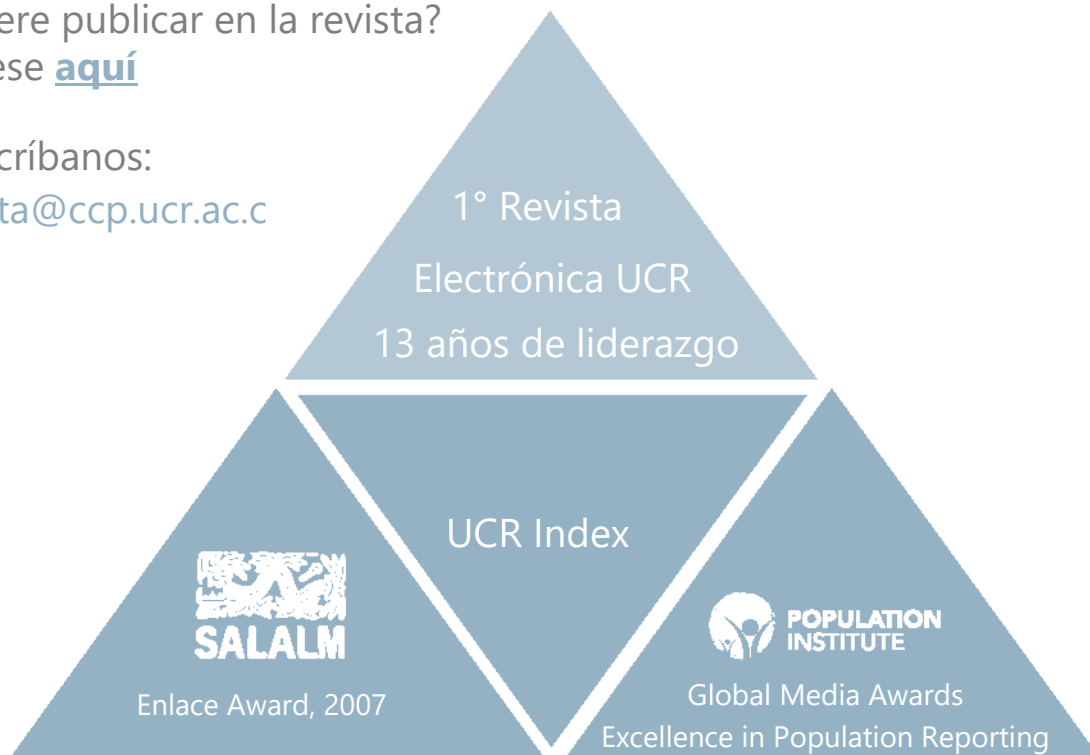 ere publicar en la revista?
ese aquí
críbanos:
ta@ccp.ucr.ac.c
1° Revista
Electrónica UCR
13 años de liderazgo
UCR Index
SALALM
Enlace Award, 2007
POPULATION
INSTITUTE
Global Media Awards
Excellence in Population Reporting